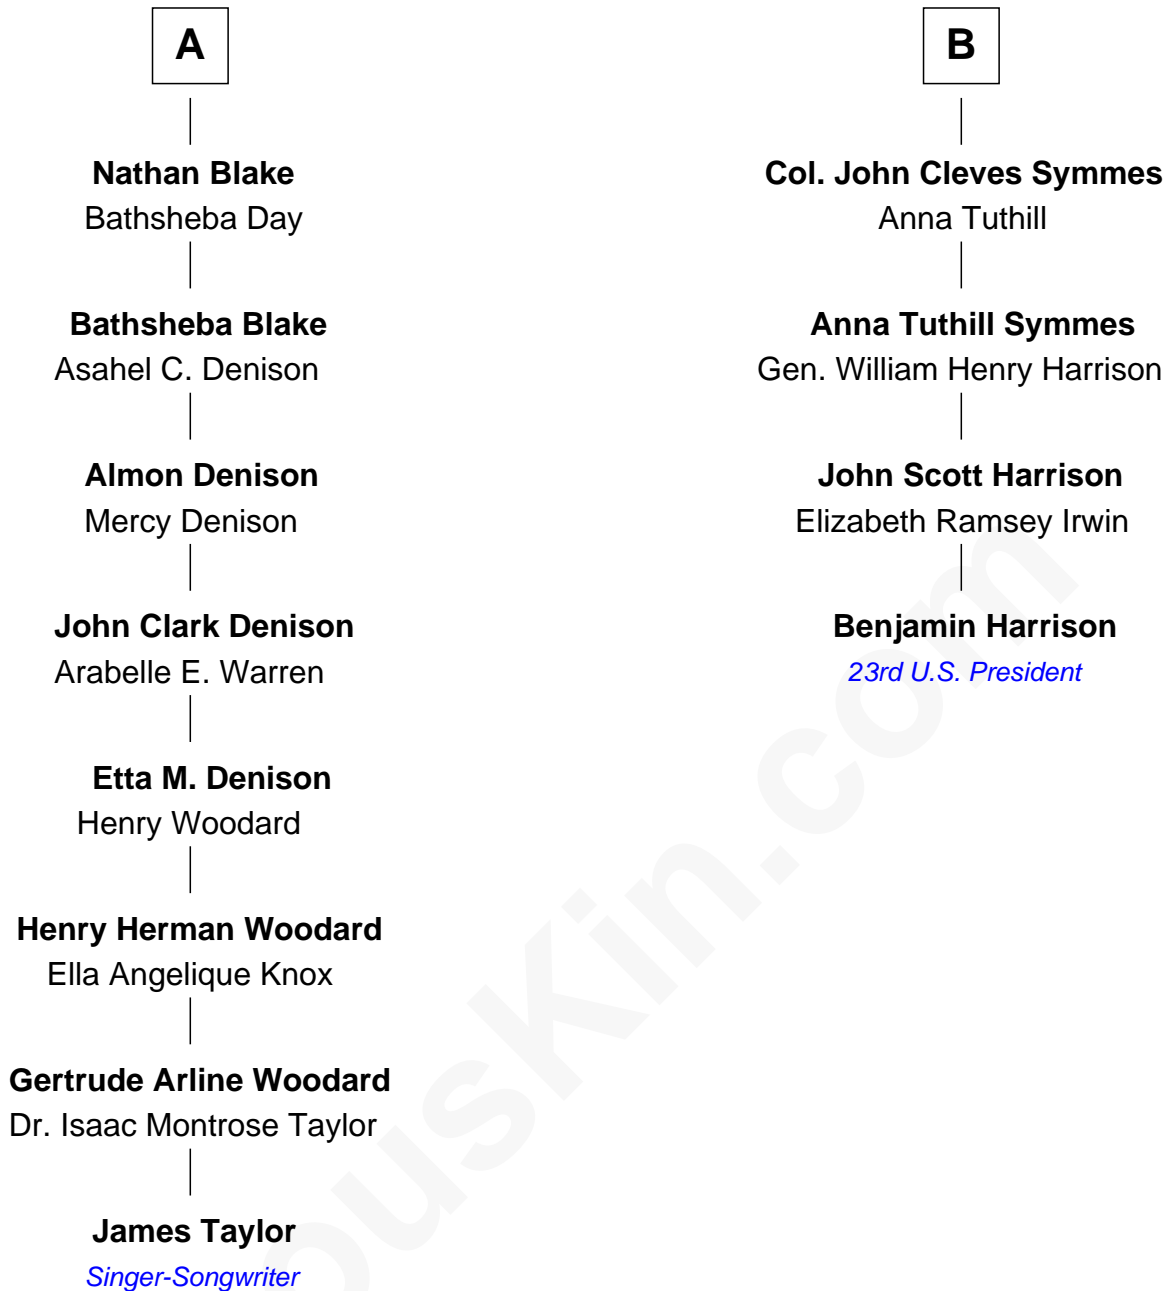 A
Nathan Blake
Bathsheba Day
Bathsheba Blake
Asahel C. Denison
Almon Denison
Mercy Denison
John Clark Denison
Arabelle E. Warren
Etta M. Denison
Henry Woodard
Henry Herman Woodard
Ella Angelique Knox
Gertrude Arline Woodard
Dr. Isaac Montrose Taylor
James Taylor
Singer-Songwriter
B
Col. John Cleves Symmes
Anna Tuthill
Anna Tuthill Symmes
Gen. William Henry Harrison
John Scott Harrison
Elizabeth Ramsey Irwin
Benjamin Harrison
23rd U.S. President
ousKin.com